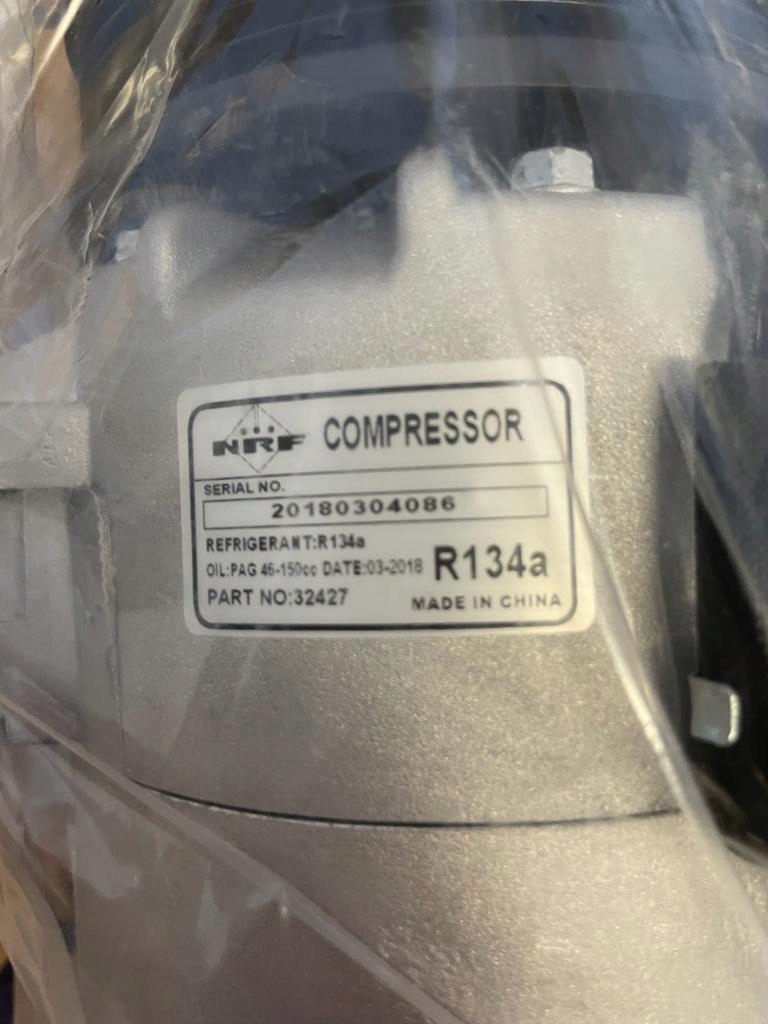 NRF COMPRESSOR
SERIAL NO.
20180304086
REFRIGERANT:R134a
OIL:PAG 46-150cc DATE:03-2018 R134a
PART NO:32427 MADE IN CHINA